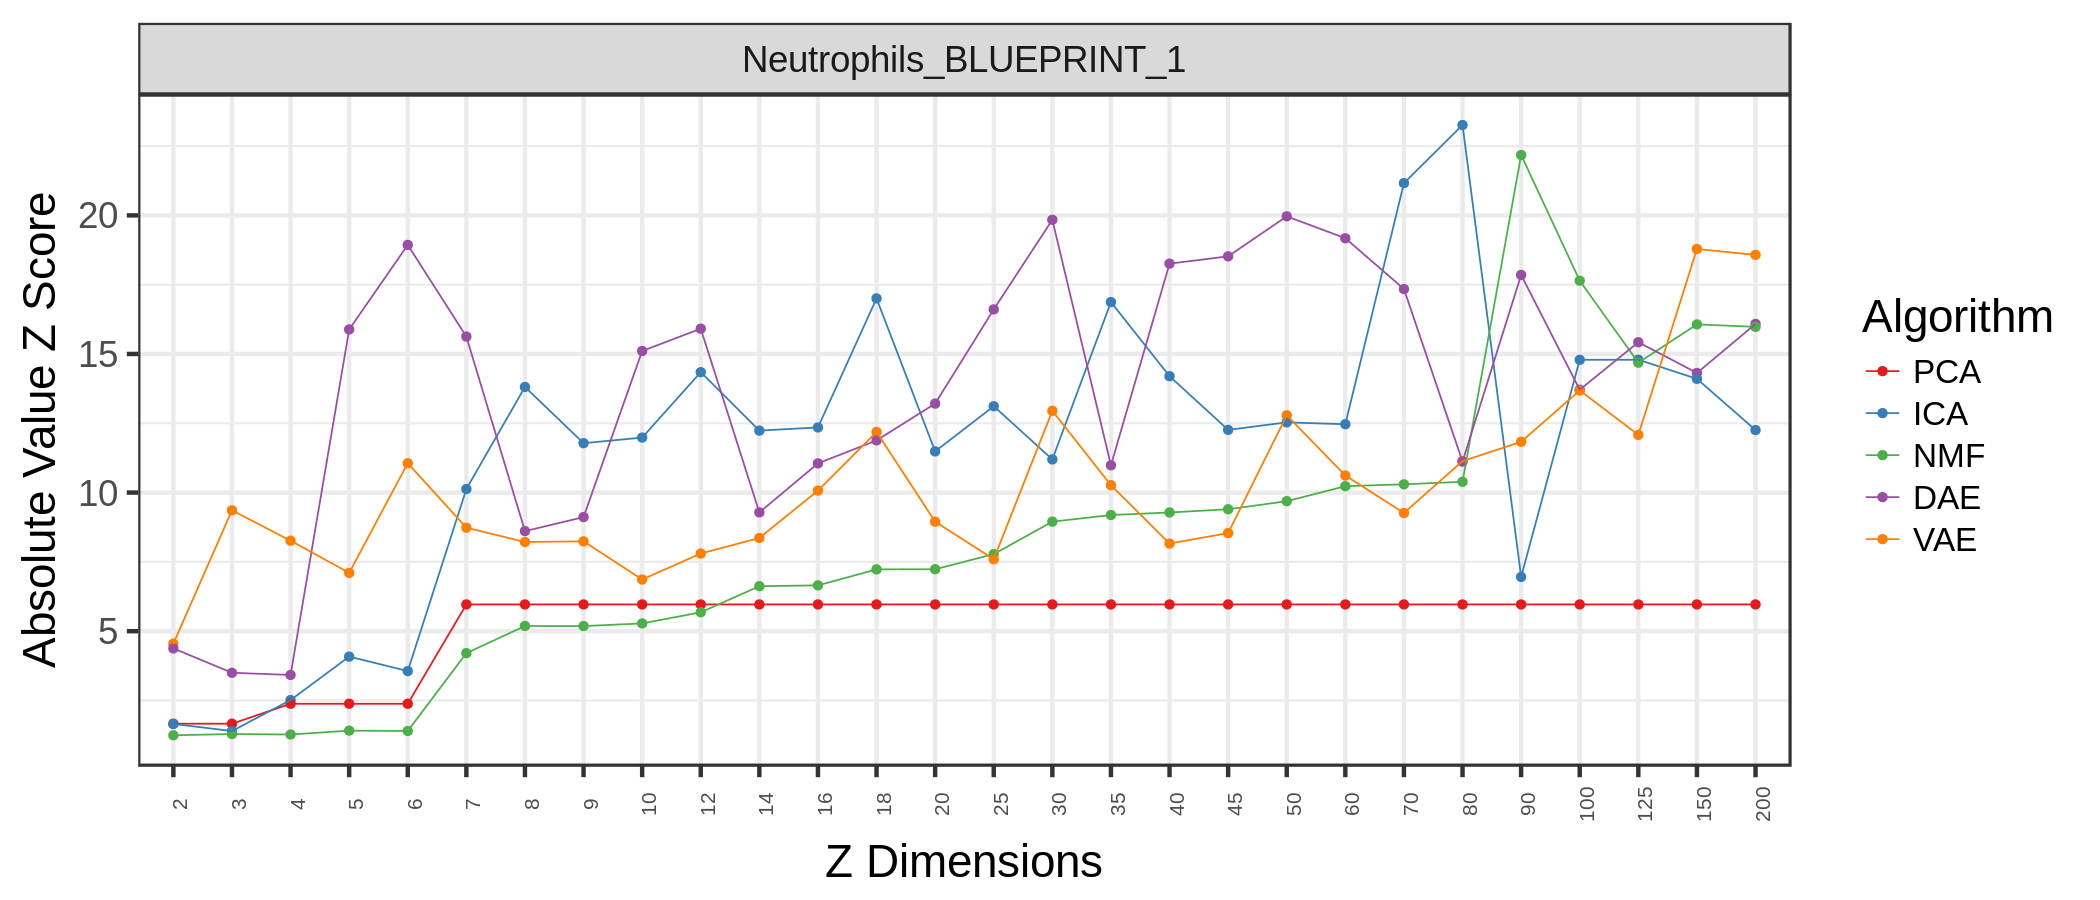 Neutrophils_BLUEPRINT_1
Absolute Value Z Score
20
15
10
5
2 3 4 5 6 7 8 9 10 12 14 16 18 20 25 30 35 40 45 50 60 70 80 90 100 125 150 200
Z Dimensions
Algorithm
PCA
ICA
NMF
DAE
VAE